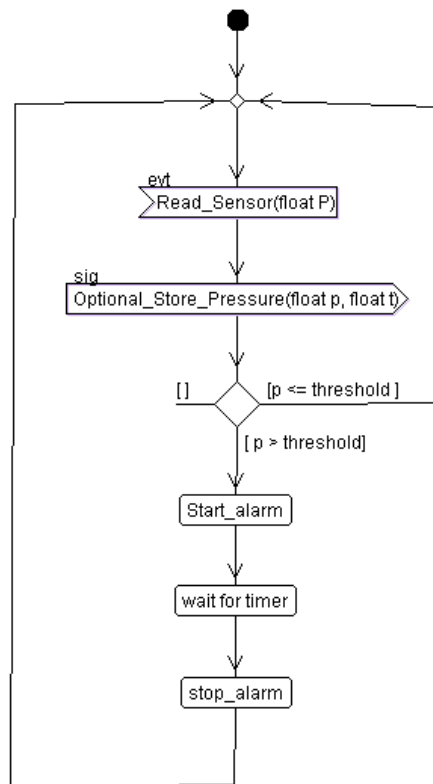 evt
Read_Sensor(float P)
sig
Optional_Store_Pressure(float p, float t)
[ ]
[p <= threshold ]
[ p > threshold]
Start_alarm
wait for timer
stop_alarm